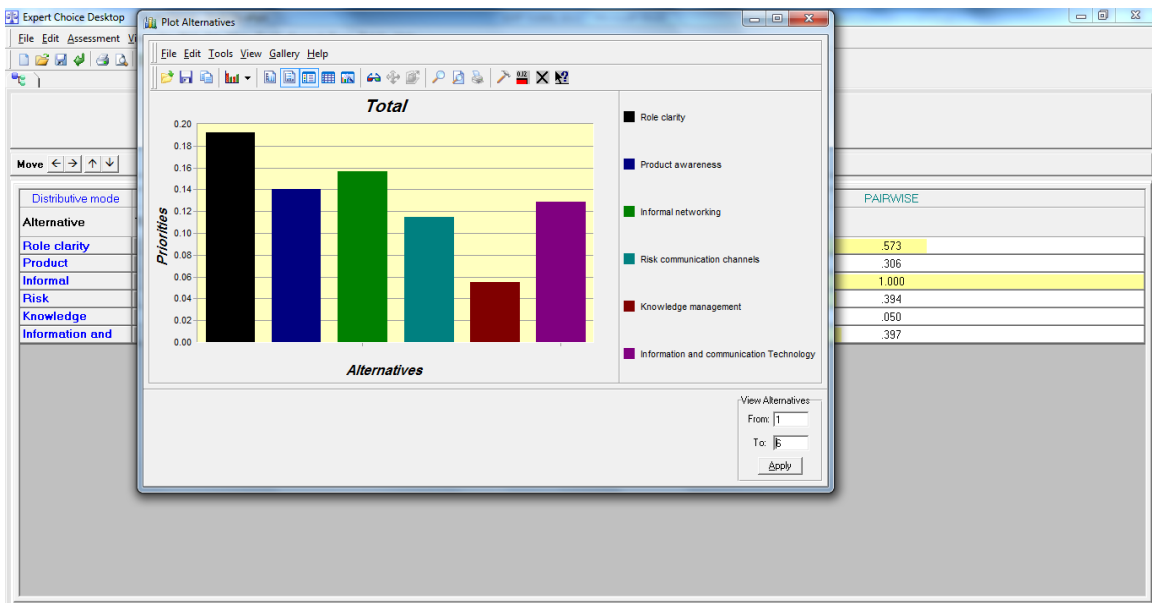 Expert Choice Desktop
Plot Alternatives
File Edit Assessment
File Edit Tools View Gallery Help
Total
0.20
0.18
0.16
0.14
0.12
0.10
0.08
0.06
0.04
0.02
0.00
Priorities
Alternatives
Role clarity
Product awareness
Informal networking
Risk communication channels
Knowledge management
Information and communication Technology
View Alternatives
From: 1
To: 6
Apply
Move
Distributive mode PAIRWISE
Alternative
Role clarity .573
Product .306
Informal 1.000
Risk .394
Knowledge .050
Information and .397